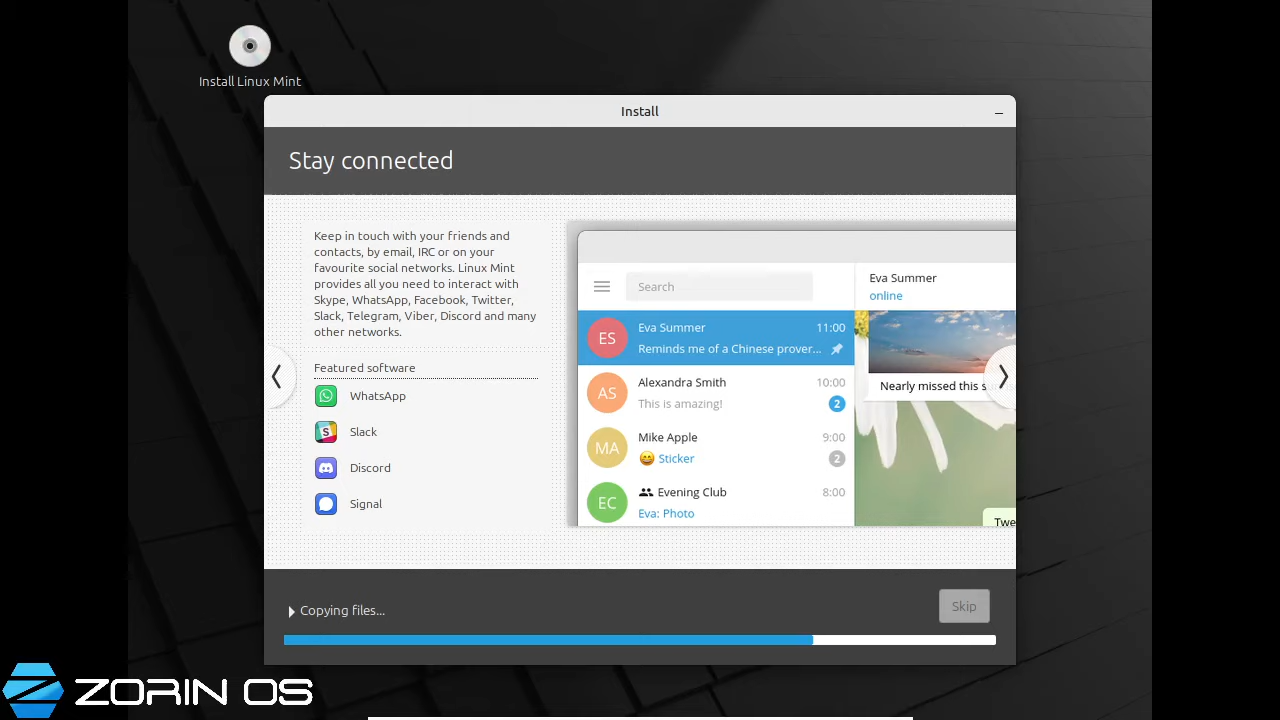 Install Linux Mint
Install
Stay connected
Keep in touch with your friends and
contacts, by email, IRC or on your
favourite social networks. Linux Mint
provides all you need to interact with
Skype, WhatsApp, Facebook, Twitter,
Slack, Telegram, Viber, Discord and many
other networks.
Featured software
WhatsApp
Slack
Discord
Signal
Search
ES
Eva Summer 11:00
Reminds me of a Chinese prover...
AS
Alexandra Smith 10:00
This is amazing! 2
MA
Mike Apple 9:00
Sticker 2
EC
Evening Club 8:00
Eva: Photo
Eva Summer
online
Nearly missed this
Twe
Copying files...
Skip
ZORIN OS